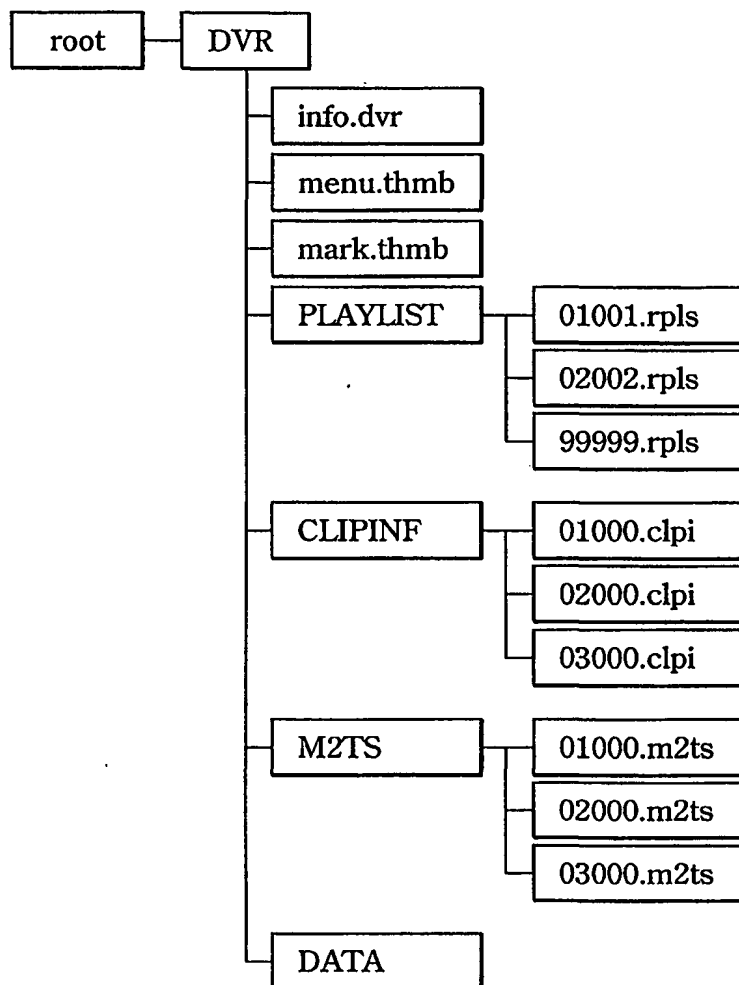 root
DVR
info.dvr
menu.thmb
mark.thmb
PLAYLIST
01001.rpls
02002.rpls
99999.rpls
CLIPINF
01000.clpi
02000.clpi
03000.clpi
M2TS
01000.m2ts
02000.m2ts
03000.m2ts
DATA